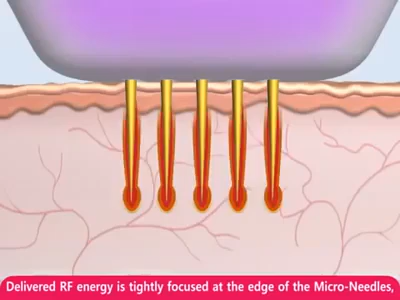 Delivered RF energy is tightly focused at the edge of the Micro-Needles,